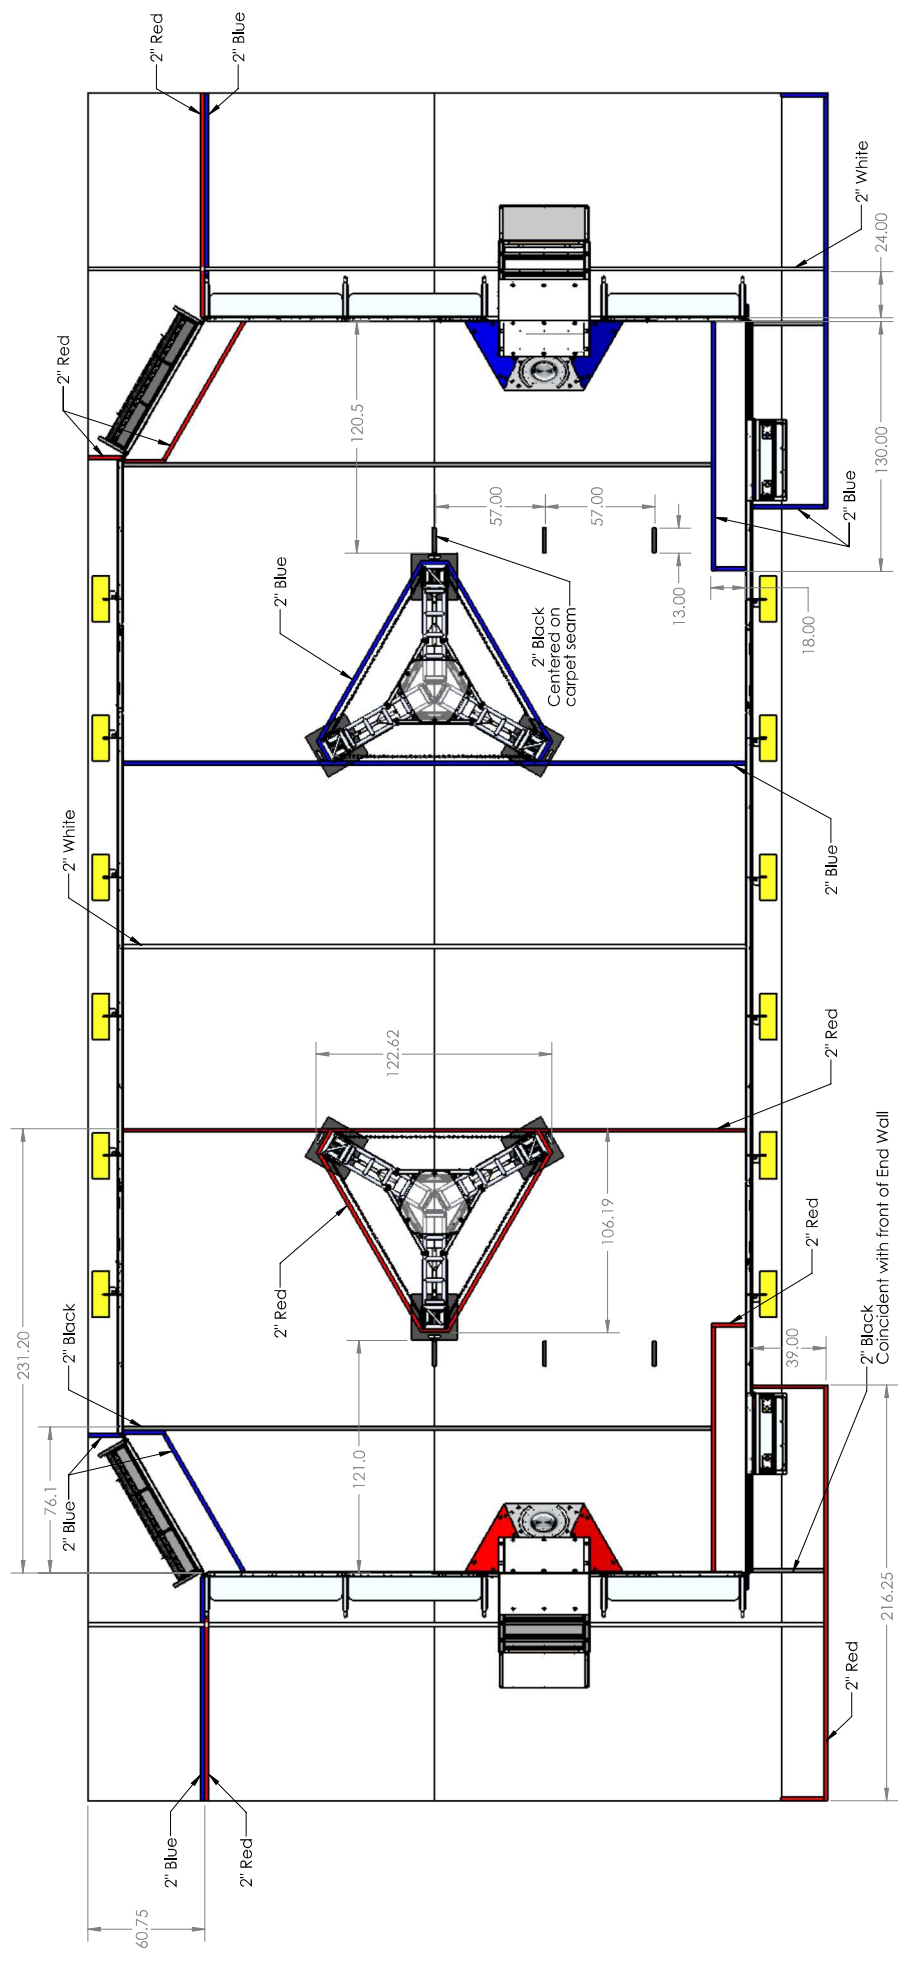 231.20
76.1
2" Blue
2" Black
2" White
2" Red
60.75
2" Red
2" Blue
2" Blue
2" Red
2" Red
2" Blue
121.0
120.5
122.62
57.00
2" Black
Centered on
carpet seam
57.00
106.19
13.00
39.00
2" Red
18.00
2" Red
2" Blue
2" Red
2" Blue
2" White
2" Black
Coincident with front of End Wall
216.25
130.00
24.00